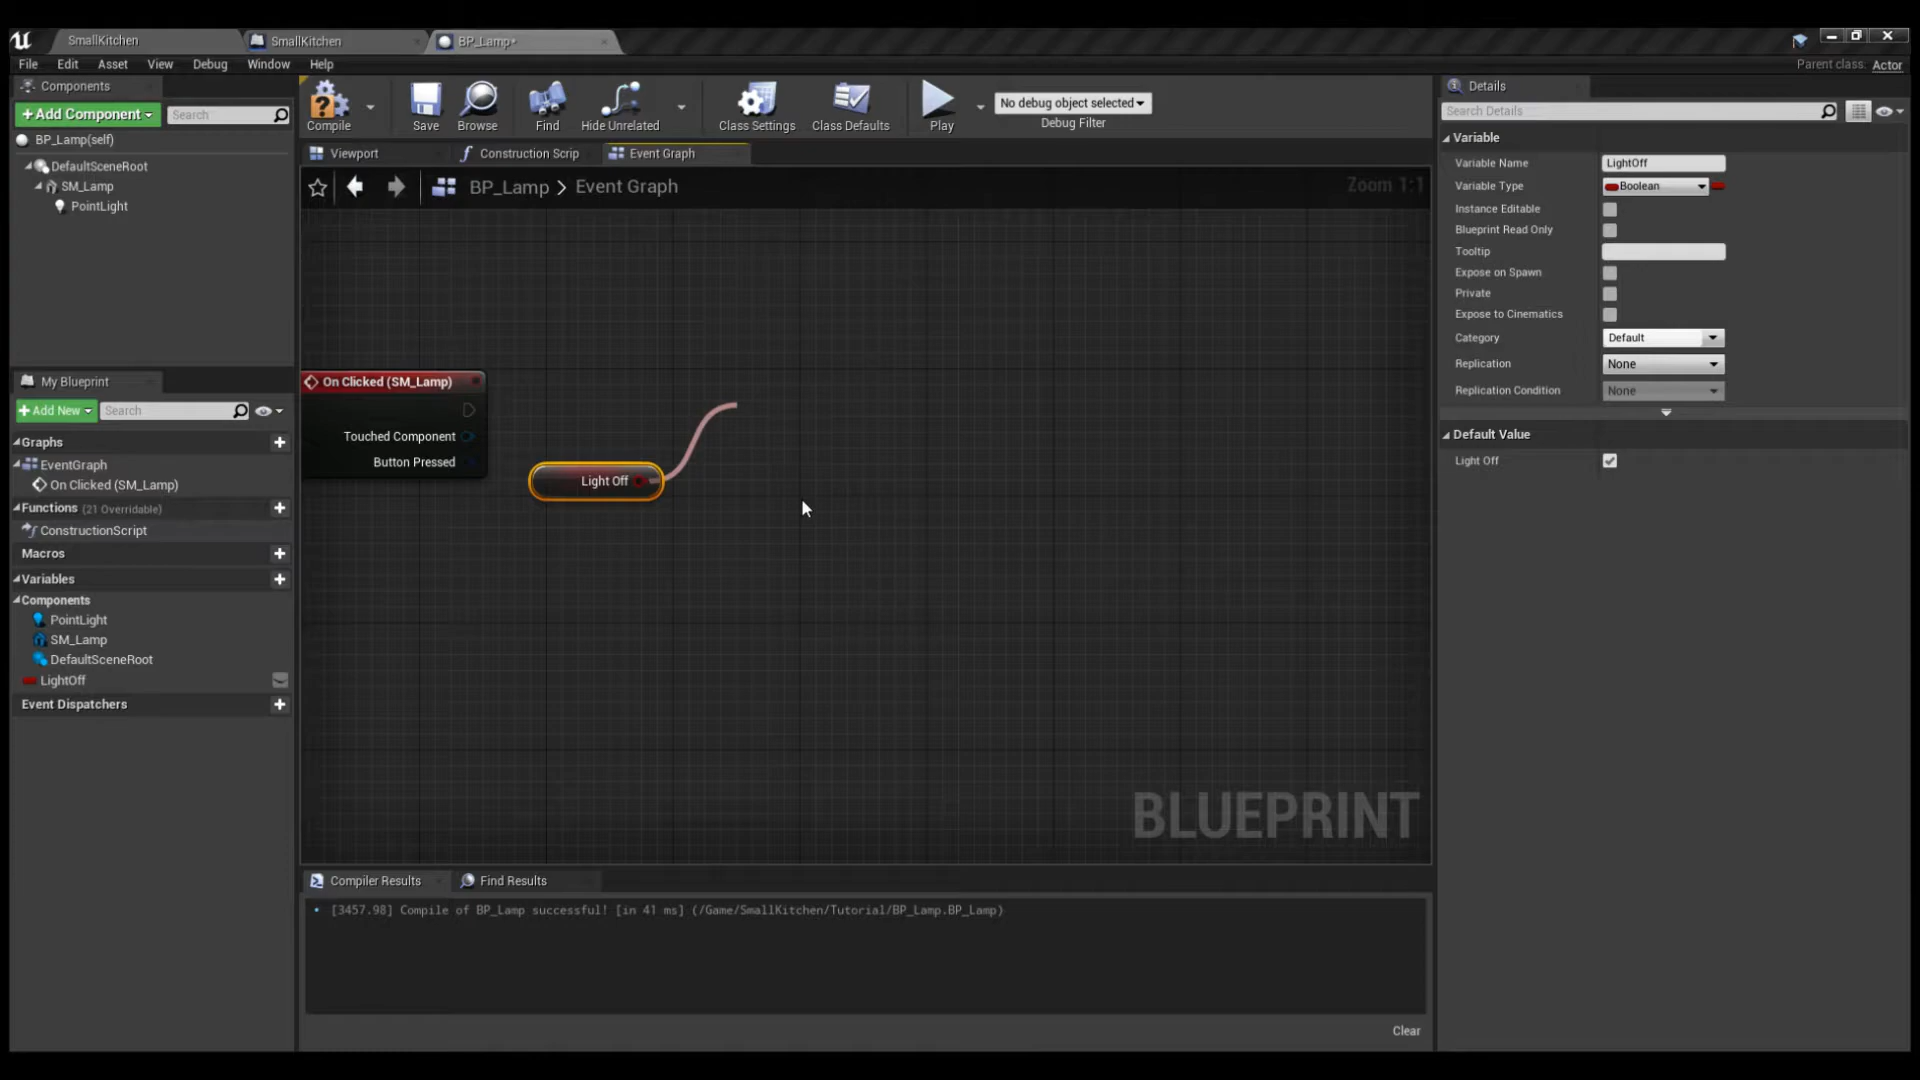 SmallKitchen
SmallKitchen
BP_Lamp*
File Edit Asset View Debug Window Help
Parent class: Actor
Components
+Add Component
Search
BP_Lamp(self)
DefaultSceneRoot
SM_Lamp
PointLight
Compile
Save
Browse
Find
Hide Unrelated
Class Settings
Class Defaults
Play
No debug object selected
Debug Filter
Viewport
Construction Scrip
Event Graph
BP_Lamp > Event Graph
Zoom 1:1
On Clicked (SM_Lamp)
Touched Component
Button Pressed
Light Off
BLUEPRINT
My Blueprint
+Add New
Search
Graphs
EventGraph
On Clicked (SM_Lamp)
Functions (21 Overridable)
ConstructionScript
Macros
Variables
Components
PointLight
SM_Lamp
DefaultSceneRoot
LightOff
Event Dispatchers
Compiler Results
Find Results
[3457.98] Compile of BP_Lamp successful! [in 41 ms] (/Game/SmallKitchen/Tutorial/BP_Lamp.BP_Lamp)
Clear
Details
Search Details
Variable
Variable Name LightOff
Variable Type Boolean
Instance Editable
Blueprint Read Only
Tooltip
Expose on Spawn
Private
Expose to Cinematics
Category Default
Replication None
Replication Condition None
Default Value
Light Off